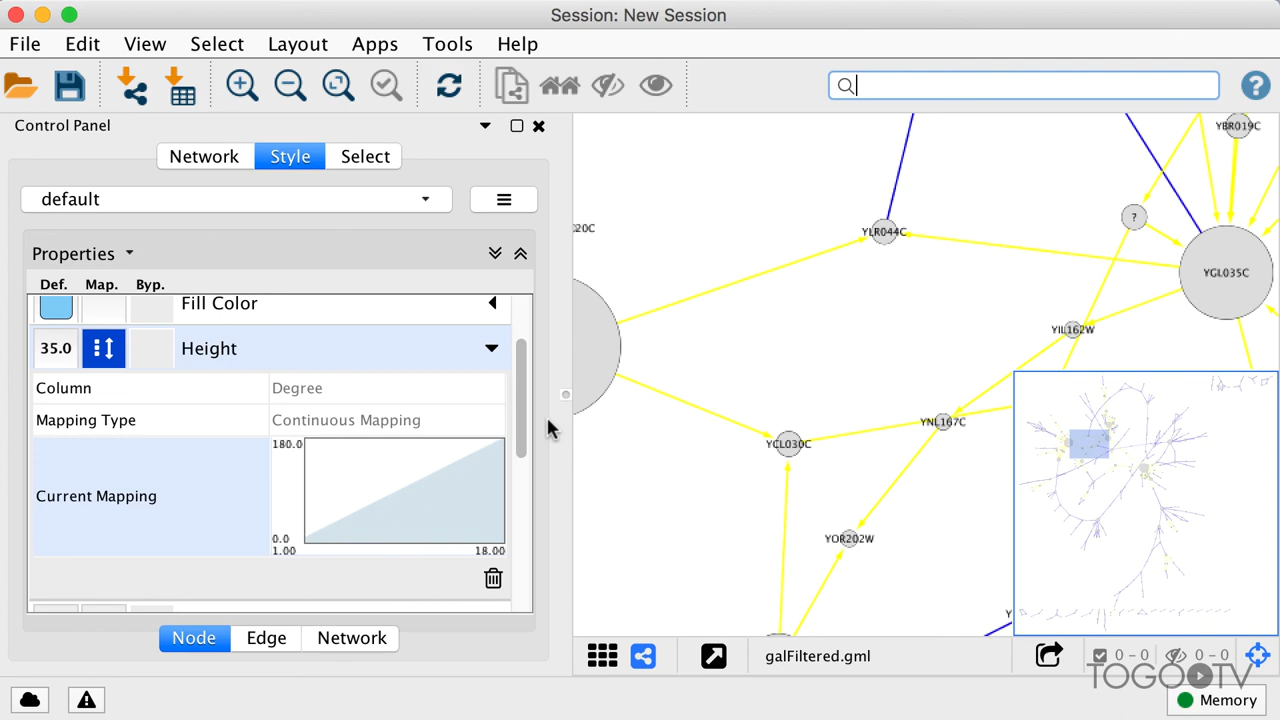 Session: New Session
File Edit View Select Layout Apps Tools Help
Control Panel
Network Style Select
default
Properties
Def. Map. Byp.
Fill Color
35.0 Height
Column Degree
Mapping Type Continuous Mapping
Current Mapping
180.0
0.0
1.00 18.00
Node Edge Network
20C
YLR044C
YBR019C
?
YGL035C
YIL162W
YNL167C
YCL030C
YOR202W
galFiltered.gml
0 - 0
0 - 0
TOGO TV
Memory